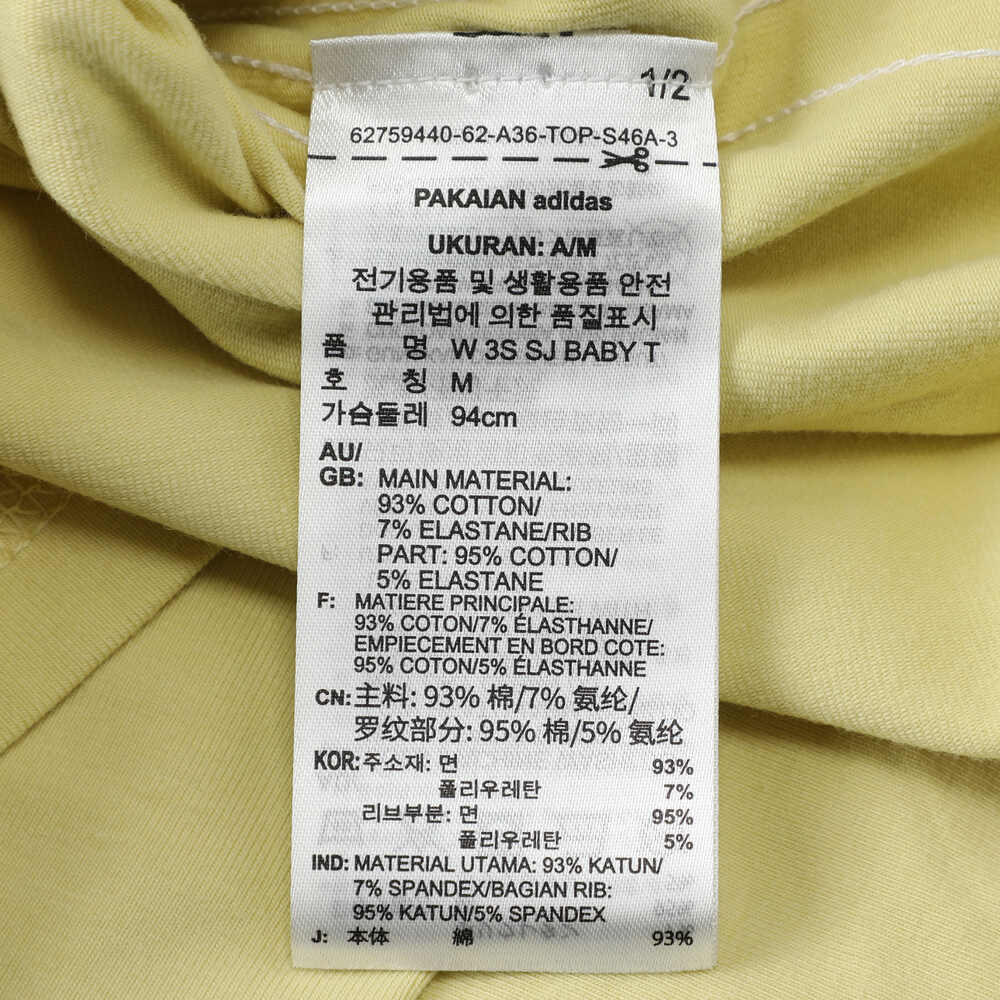 1/2
62759440-62-A36-TOP-S46A-3
PAKAIAN adidas
UKURAN: A/M
전기용품 및 생활용품 안전
관리법에 의한 품질표시
품 명 W 3S SJ BABY T
호 칭 M
가슴둘레 94cm
AU/
GB: MAIN MATERIAL:
93% COTTON/
7% ELASTANE/RIB
PART: 95% COTTON/
5% ELASTANE
F: MATIERE PRINCIPALE:
93% COTON/7% ÉLASTHANNE/
EMPIECEMENT EN BORD COTE:
95% COTON/5% ÉLASTHANNE
CN: 主料: 93% 棉/7% 氨纶/
罗纹部分: 95% 棉/5% 氨纶
KOR: 주소재: 면 93%
폴리우레탄 7%
리브부분: 면 95%
폴리우레탄 5%
IND: MATERIAL UTAMA: 93% KATUN/
7% SPANDEX/BAGIAN RIB:
95% KATUN/5% SPANDEX
J: 本体 綿 93%